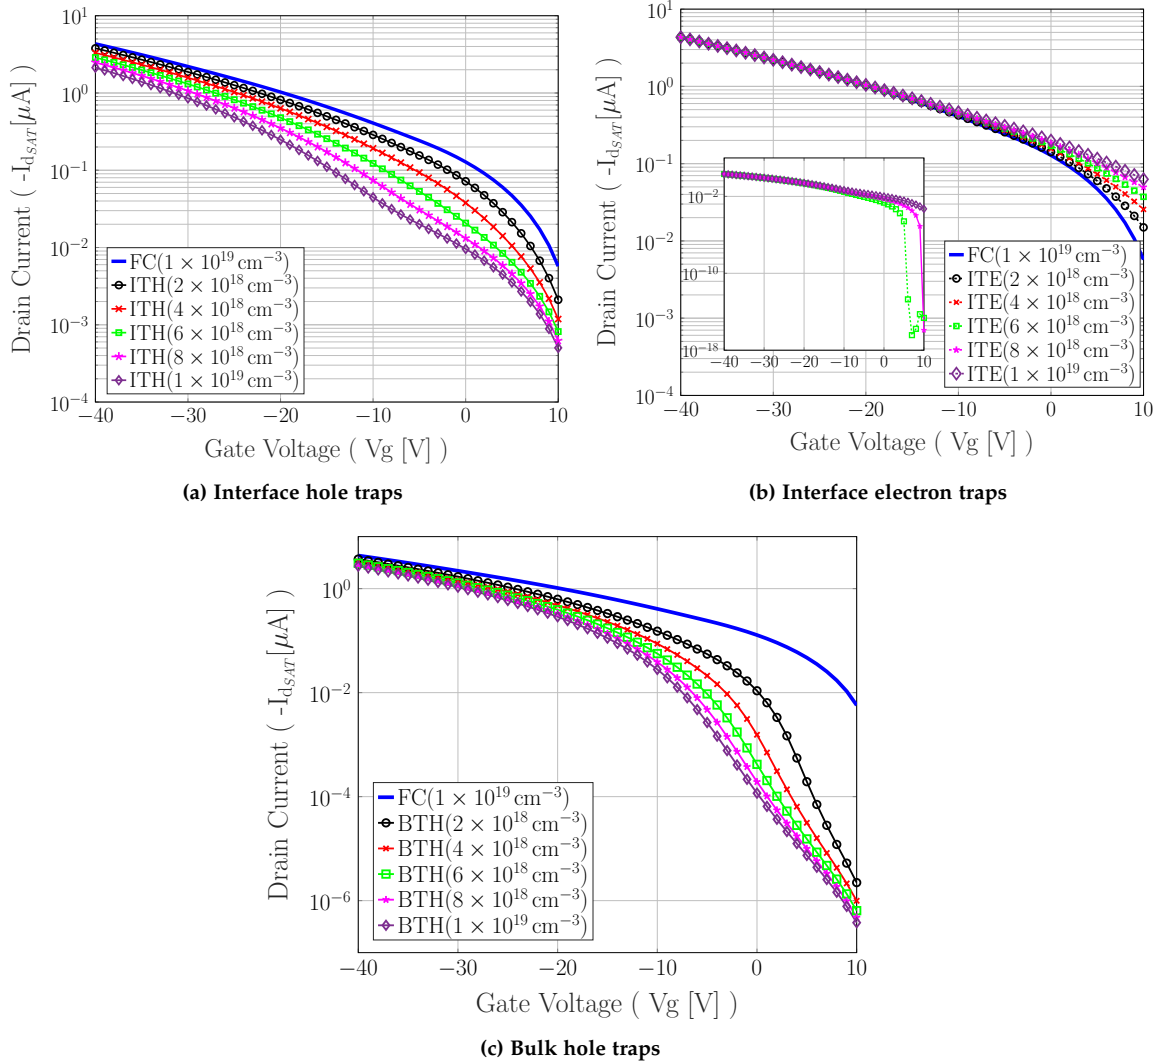 10^1
10^0
10^−1
10^−2
10^−3
10^−4
−40 −30 −20 −10 0 10
Drain Current ( -I_{d_{SAT}}[μA] )
Gate Voltage ( Vg [V] )
FC(1 × 10^19 cm^−3)
ITH(2 × 10^18 cm^−3)
ITH(4 × 10^18 cm^−3)
ITH(6 × 10^18 cm^−3)
ITH(8 × 10^18 cm^−3)
ITH(1 × 10^19 cm^−3)
(a) Interface hole traps
10^1
10^0
10^−1
10^−2
10^−3
10^−4
−40 −30 −20 −10 0 10
Drain Current ( -I_{d_{SAT}}[μA] )
Gate Voltage ( Vg [V] )
10^−2
10^−10
10^−18
−40 −30 −20 −10 0 10
FC(1 × 10^19 cm^−3)
ITE(2 × 10^18 cm^−3)
ITE(4 × 10^18 cm^−3)
ITE(6 × 10^18 cm^−3)
ITE(8 × 10^18 cm^−3)
ITE(1 × 10^19 cm^−3)
(b) Interface electron traps
10^0
10^−2
10^−4
10^−6
−40 −30 −20 −10 0 10
Drain Current ( -I_{d_{SAT}}[μA] )
Gate Voltage ( Vg [V] )
FC(1 × 10^19 cm^−3)
BTH(2 × 10^18 cm^−3)
BTH(4 × 10^18 cm^−3)
BTH(6 × 10^18 cm^−3)
BTH(8 × 10^18 cm^−3)
BTH(1 × 10^19 cm^−3)
(c) Bulk hole traps